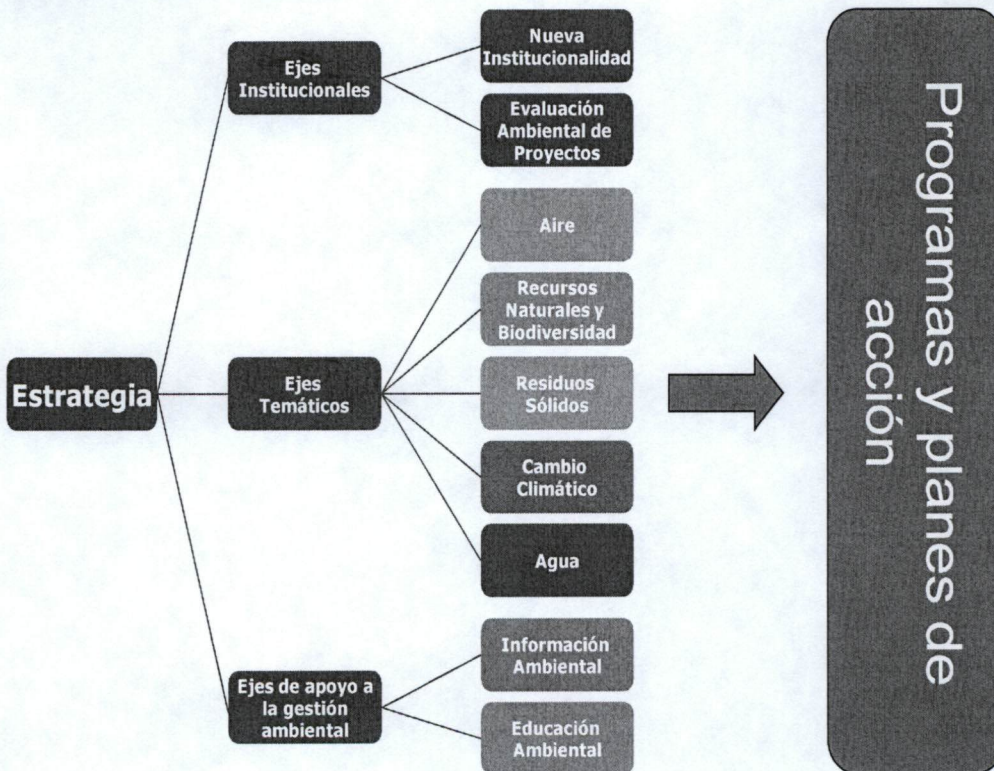 Estrategia
Ejes
Institucionales
Nueva
Institucionalidad
Evaluación
Ambiental de
Proyectos
Ejes
Temáticos
Aire
Recursos
Naturales y
Biodiversidad
Residuos
Sólidos
Cambio
Climático
Agua
Ejes de apoyo a
la gestión
ambiental
Información
Ambiental
Educación
Ambiental
Programas y planes de
acción